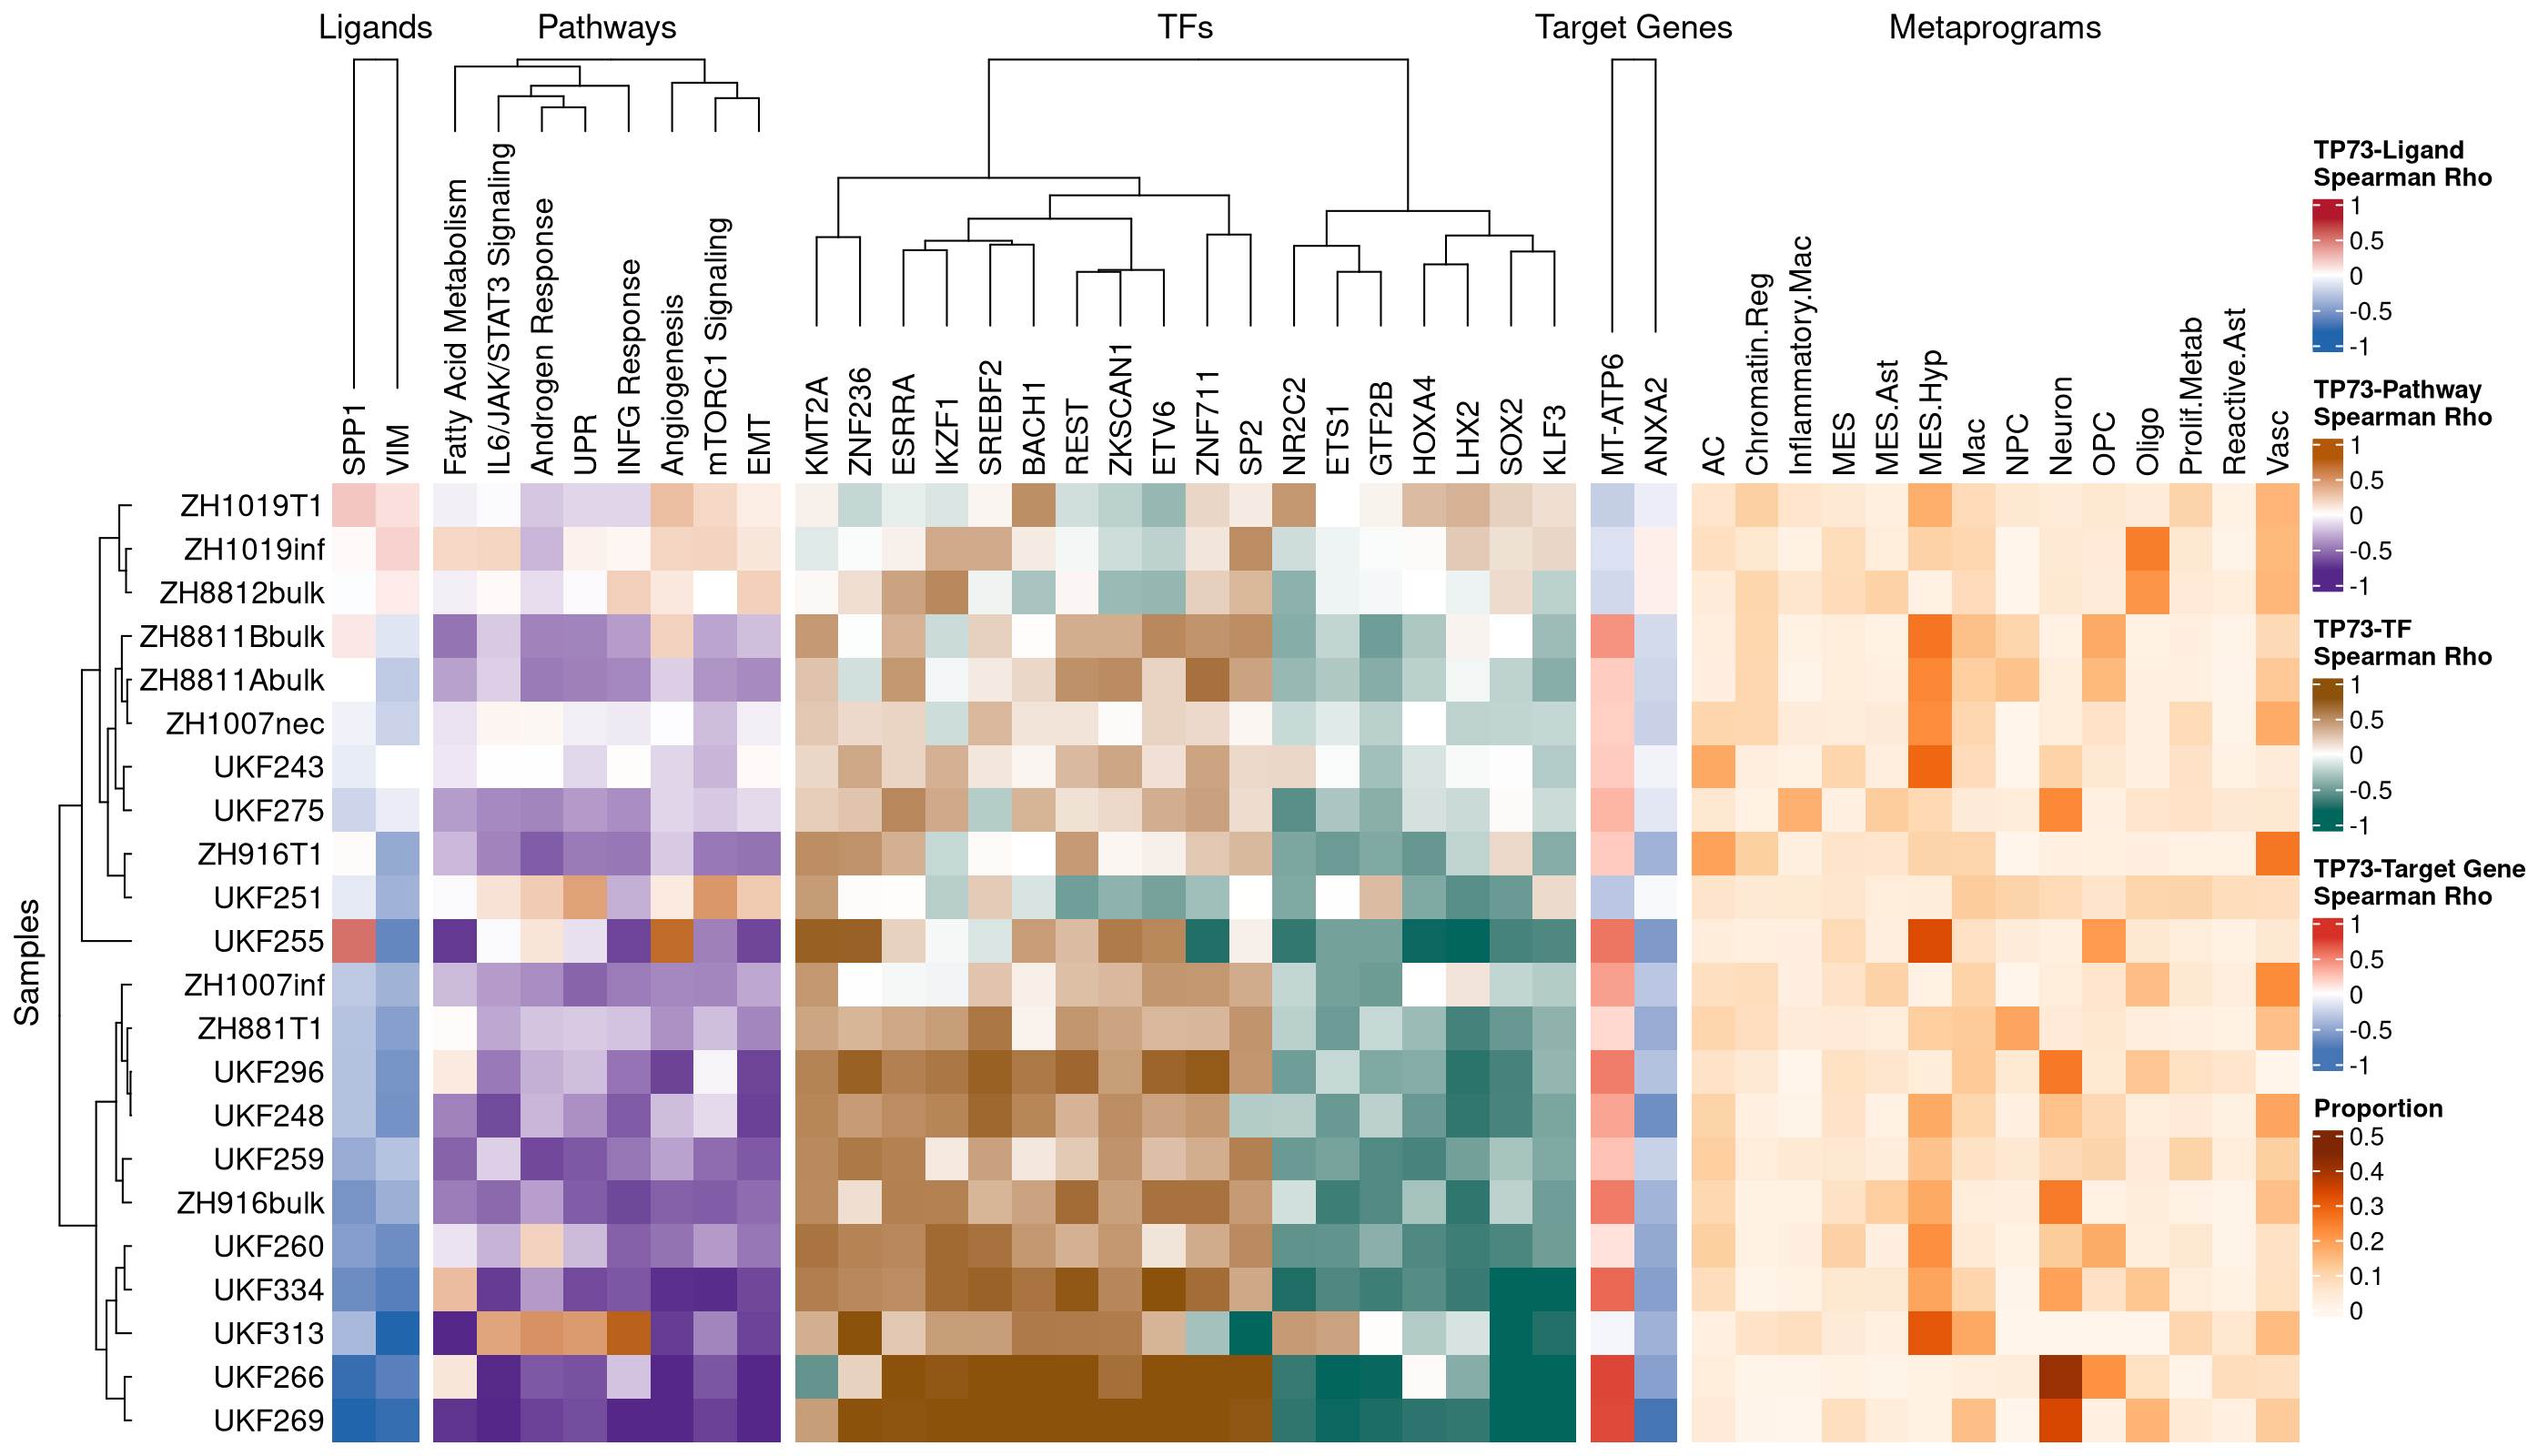 Ligands
Pathways
TFs
Target Genes
Metaprograms
SPP1
VIM
Fatty Acid Metabolism
IL6/JAK/STAT3 Signaling
Androgen Response
UPR
INFG Response
Angiogenesis
mTORC1 Signaling
EMT
KMT2A
ZNF236
ESRRA
IKZF1
SREBF2
BACH1
REST
ZKSCAN1
ETV6
ZNF711
SP2
NR2C2
ETS1
GTF2B
HOXA4
LHX2
SOX2
KLF3
MT-ATP6
ANXA2
AC
Chromatin.Reg
Inflammatory.Mac
MES
MES.Ast
MES.Hyp
Mac
NPC
Neuron
OPC
Oligo
Prolif.Metab
Reactive.Ast
Vasc
Samples
ZH1019T1
ZH1019inf
ZH8812bulk
ZH8811Bbulk
ZH8811Abulk
ZH1007nec
UKF243
UKF275
ZH916T1
UKF251
UKF255
ZH1007inf
ZH881T1
UKF296
UKF248
UKF259
ZH916bulk
UKF260
UKF334
UKF313
UKF266
UKF269
TP73-Ligand
Spearman Rho
1
0.5
0
-0.5
-1
TP73-Pathway
Spearman Rho
1
0.5
0
-0.5
-1
TP73-TF
Spearman Rho
1
0.5
0
-0.5
-1
TP73-Target Gene
Spearman Rho
1
0.5
0
-0.5
-1
Proportion
0.5
0.4
0.3
0.2
0.1
0